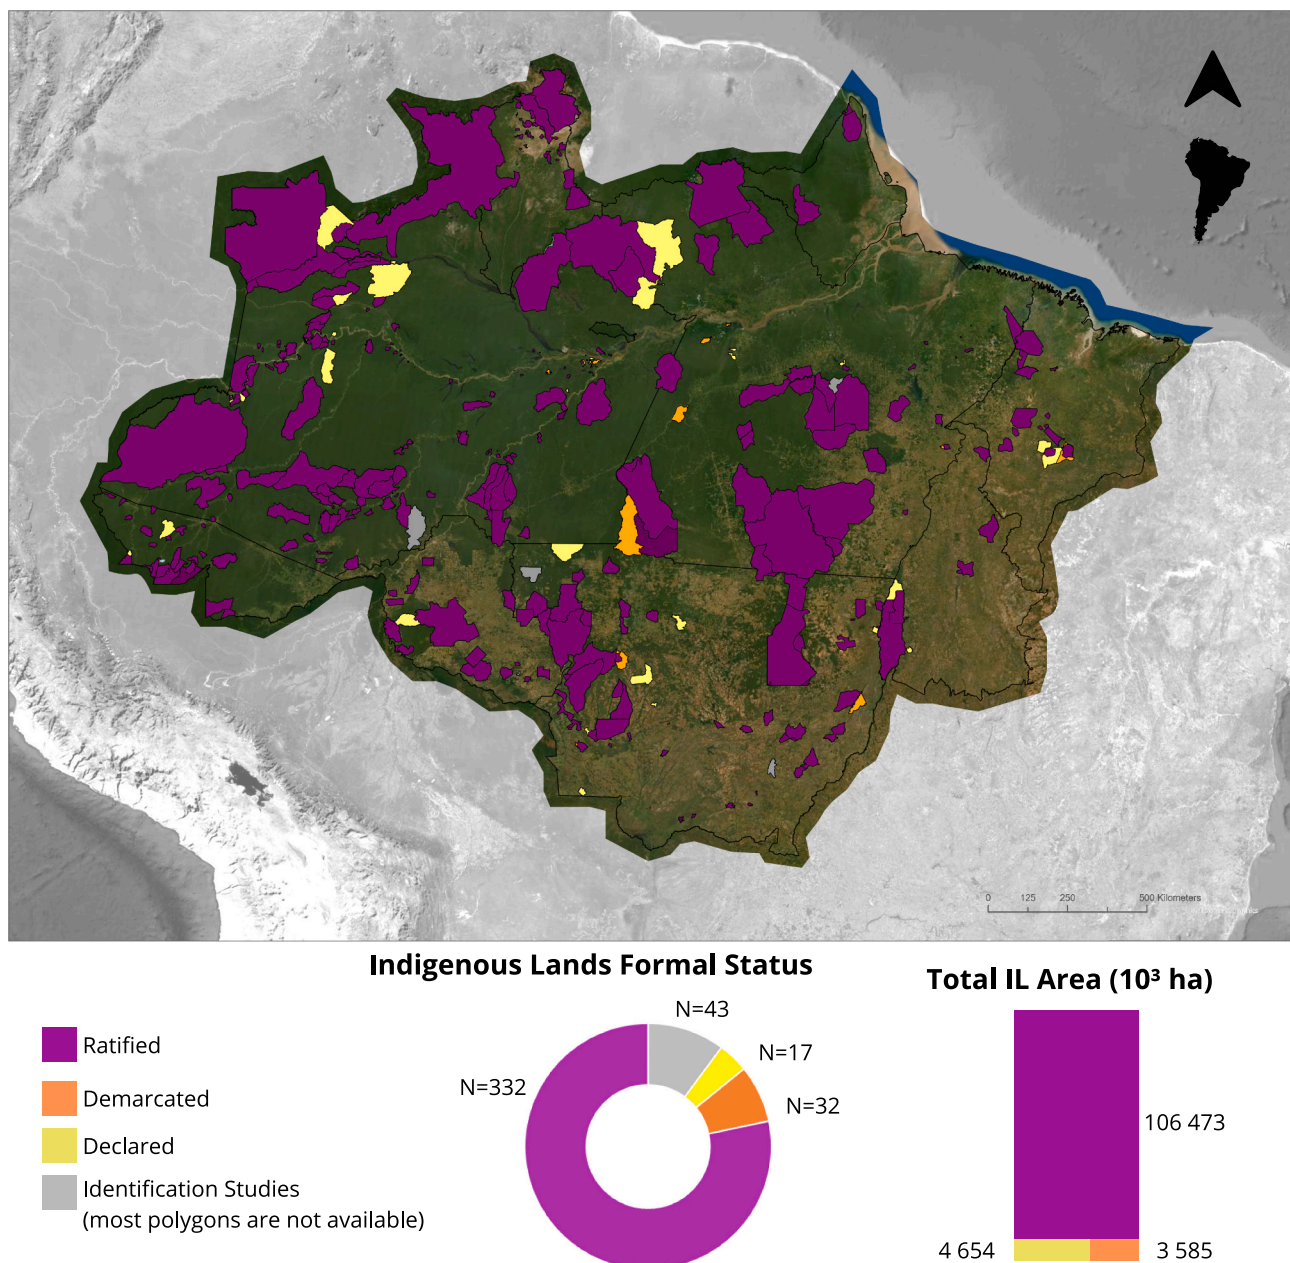 0 125 250 500 Kilometers
Indigenous Lands Formal Status
Total IL Area (10³ ha)
Ratified
Demarcated
Declared
Identification Studies
(most polygons are not available)
N=43
N=17
N=332
N=32
106 473
4 654
3 585